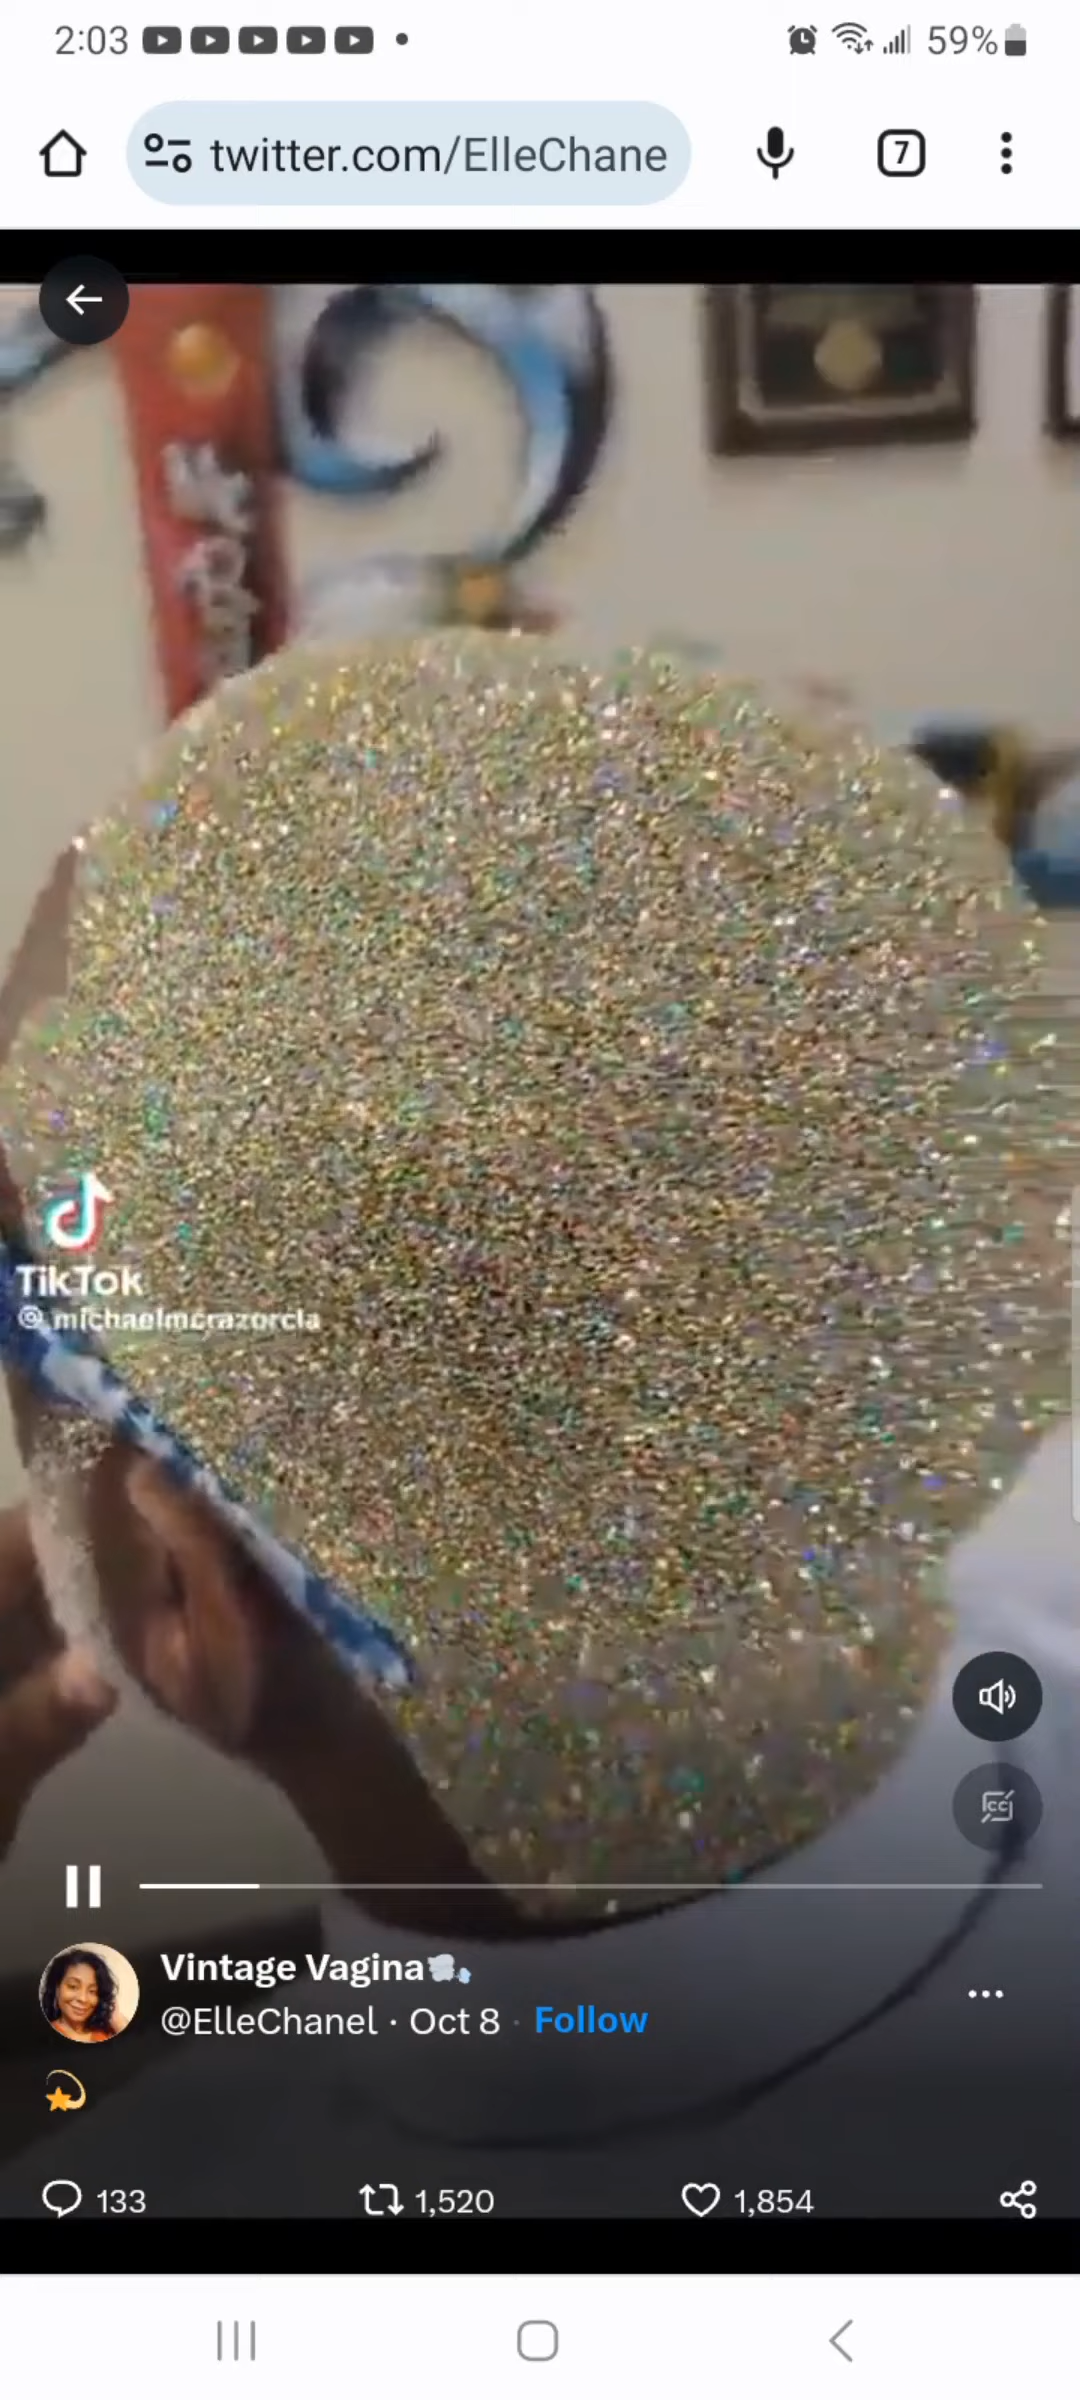 2:03
59%
twitter.com/ElleChane
7
TikTok
@michaelmcrazorcla
Vintage Vagina
@ElleChanel · Oct 8 · Follow
133
1,520
1,854